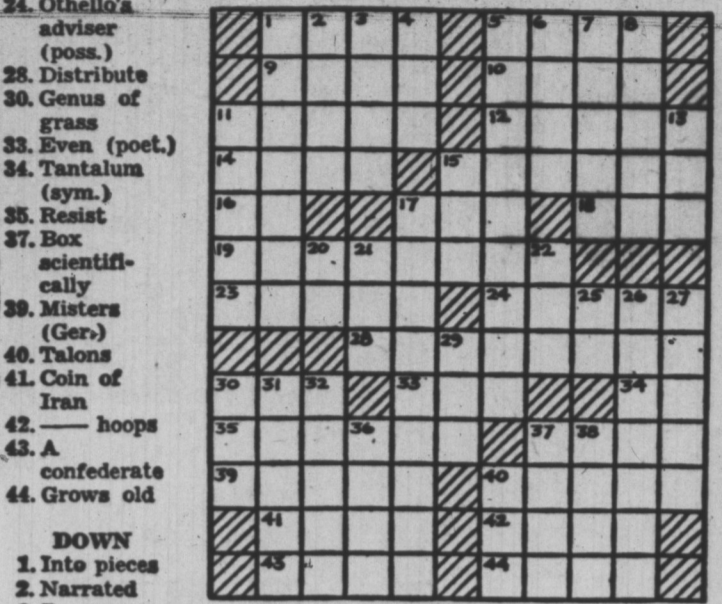 24. Othello's
adviser
(poss.)
28. Distribute
30. Genus of
grass
33. Even (poet.)
34. Tantalum
(sym.)
35. Resist
37. Box
scientifi-
cally
39. Misters
(Ger.)
40. Talons
41. Coin of
Iran
42. —— hoops
43. A
confederate
44. Grows old
DOWN
1. Into pieces
2. Narrated
1 2 3 4 5 6 7 8
9 10
11 12 13
14 15
16 17 18
19 20 21 22
23 24 25 26 27
28 29
30 31 32 33 34
35 36 37 38
39 40
41 42
43 44